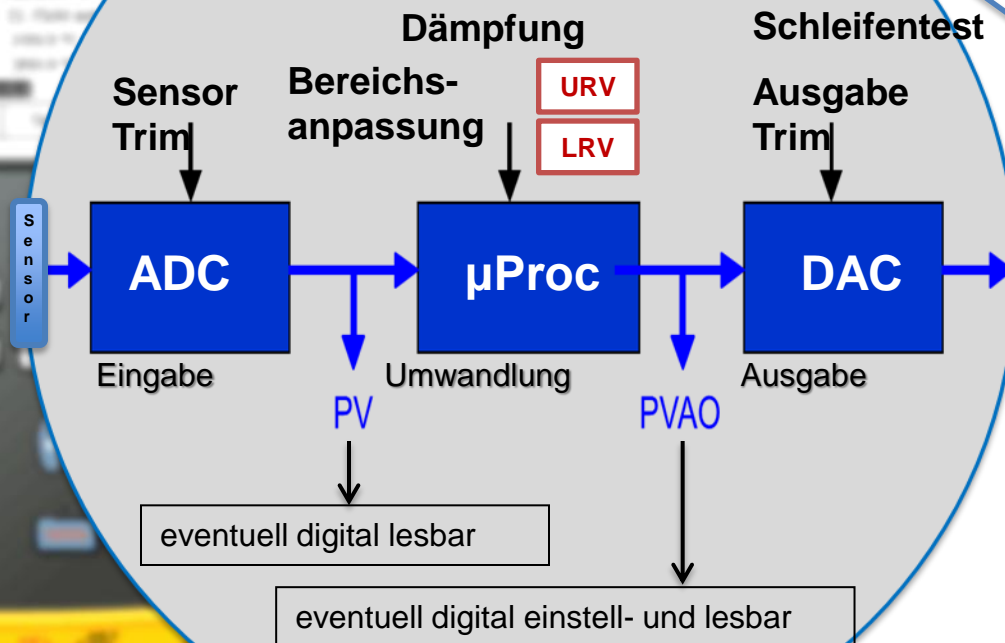 Dämpfung
Schleifentest
Sensor
Trim
Bereichs-
anpassung
URV
LRV
Ausgabe
Trim
Sensor
ADC
µProc
DAC
Eingabe
Umwandlung
Ausgabe
PV
PVAO
eventuell digital lesbar
eventuell digital einstell- und lesbar